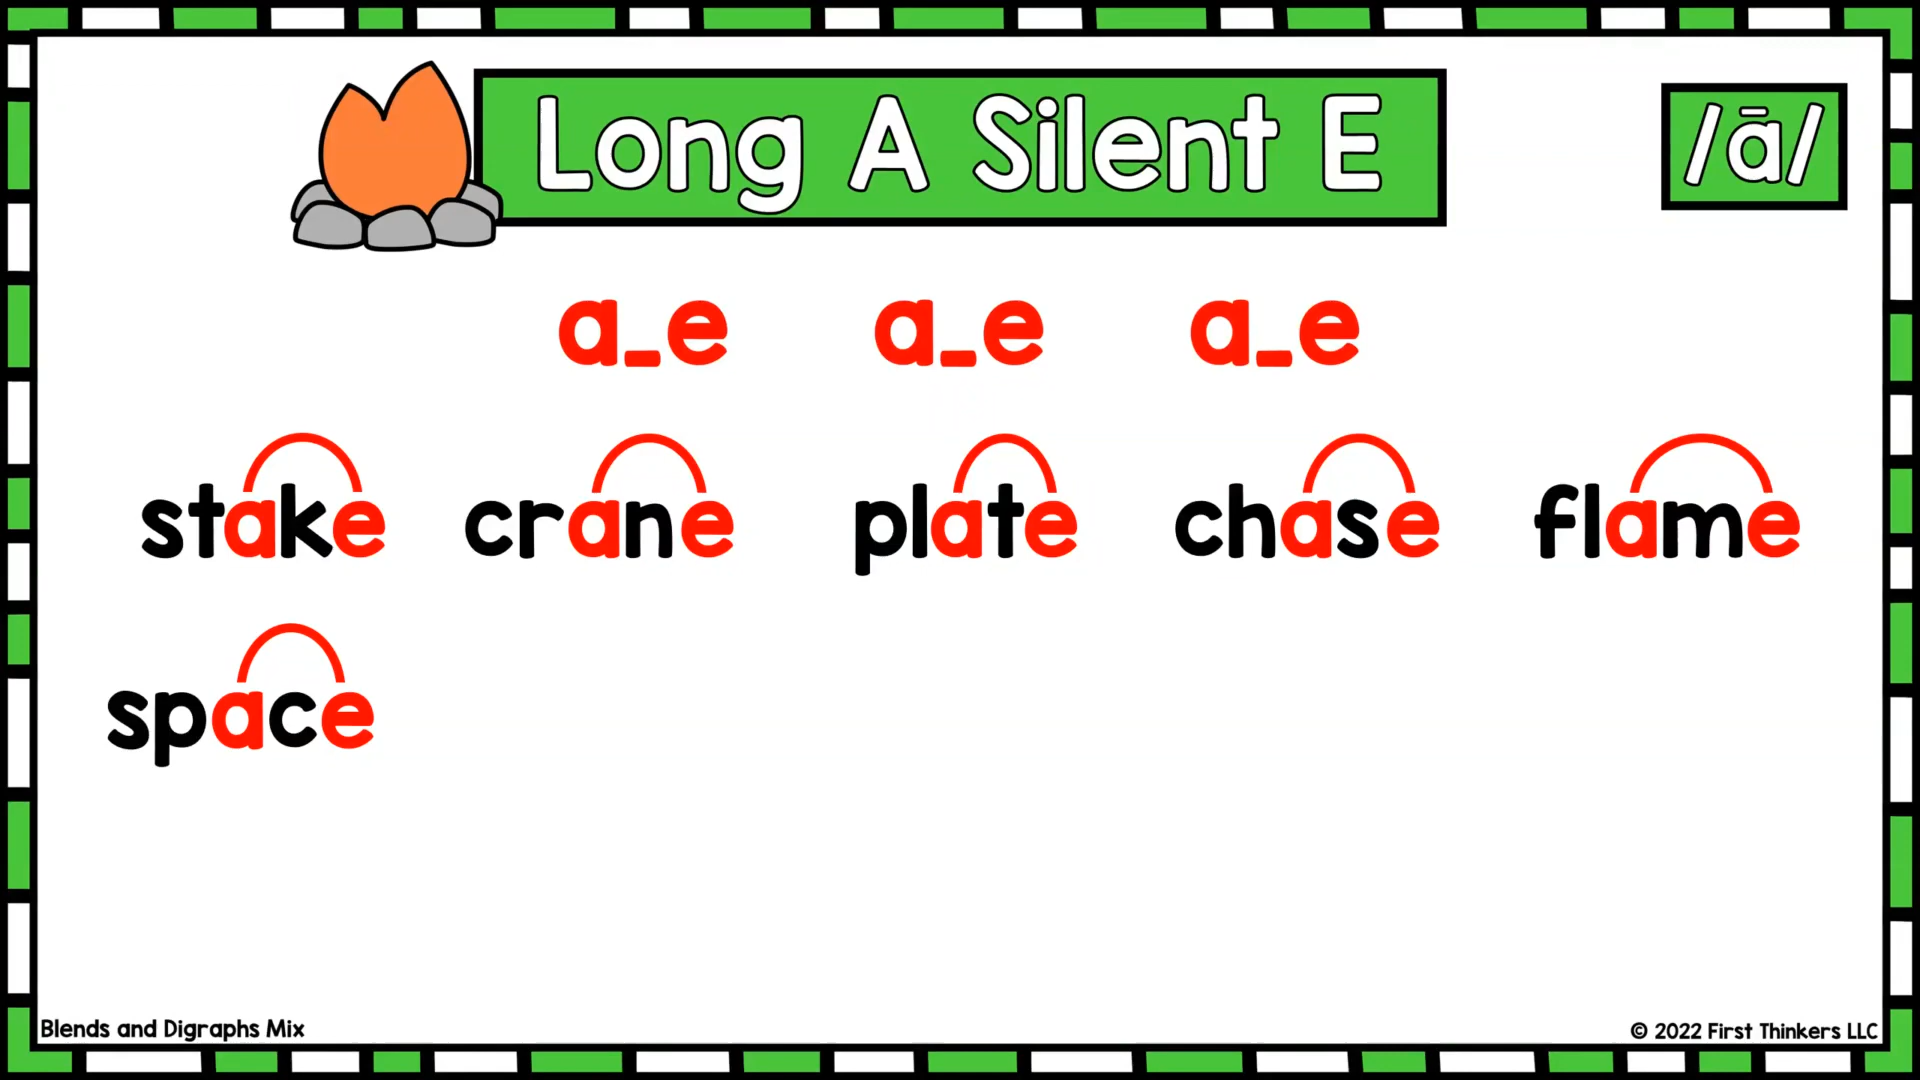 Long A Silent E
/ā/
a_e a_e a_e
stake crane plate chase flame
space
Blends and Digraphs Mix
© 2022 First Thinkers LLC